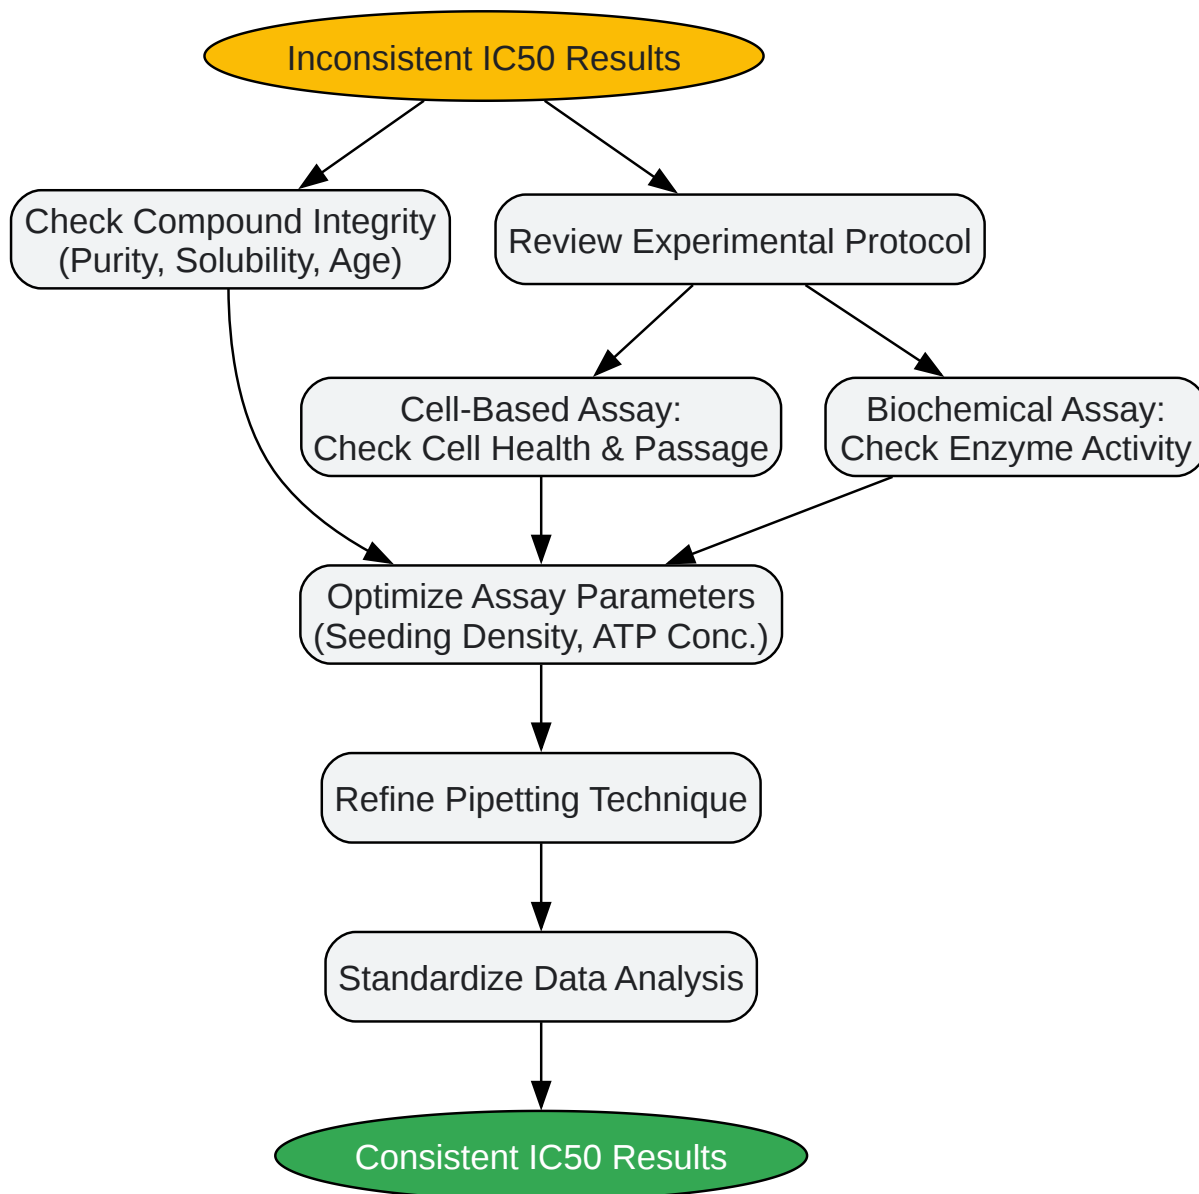 Inconsistent IC50 Results
Check Compound Integrity
(Purity, Solubility, Age)
Review Experimental Protocol
Cell-Based Assay:
Check Cell Health & Passage
Biochemical Assay:
Check Enzyme Activity
Optimize Assay Parameters
(Seeding Density, ATP Conc.)
Refine Pipetting Technique
Standardize Data Analysis
Consistent IC50 Results